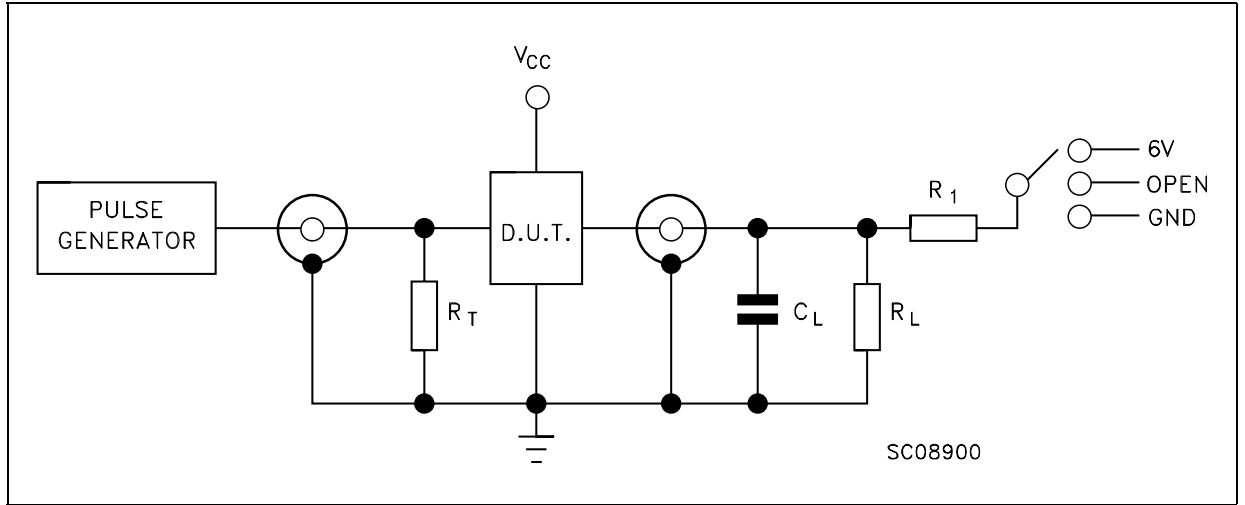 VCC
PULSE
GENERATOR
RT
D.U.T.
CL
RL
R1
6V
OPEN
GND
SC08900